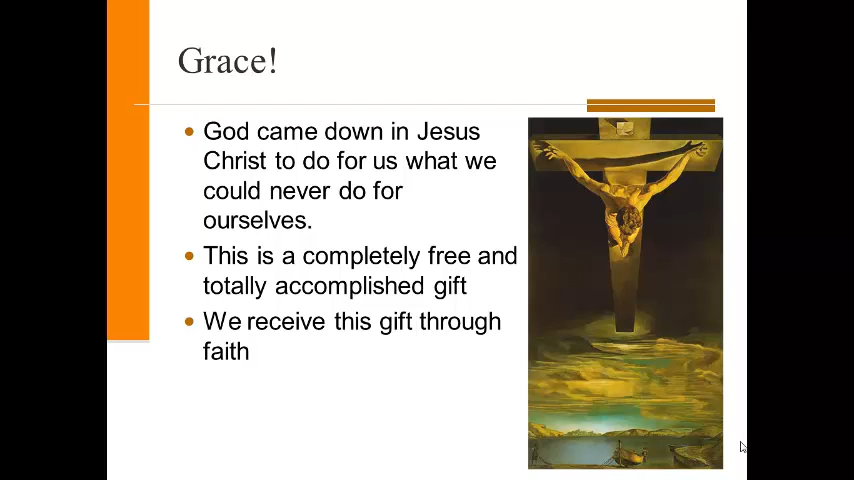 Grace!
God came down in Jesus
Christ to do for us what we
could never do for
ourselves.
This is a completely free and
totally accomplished gift
We receive this gift through
faith